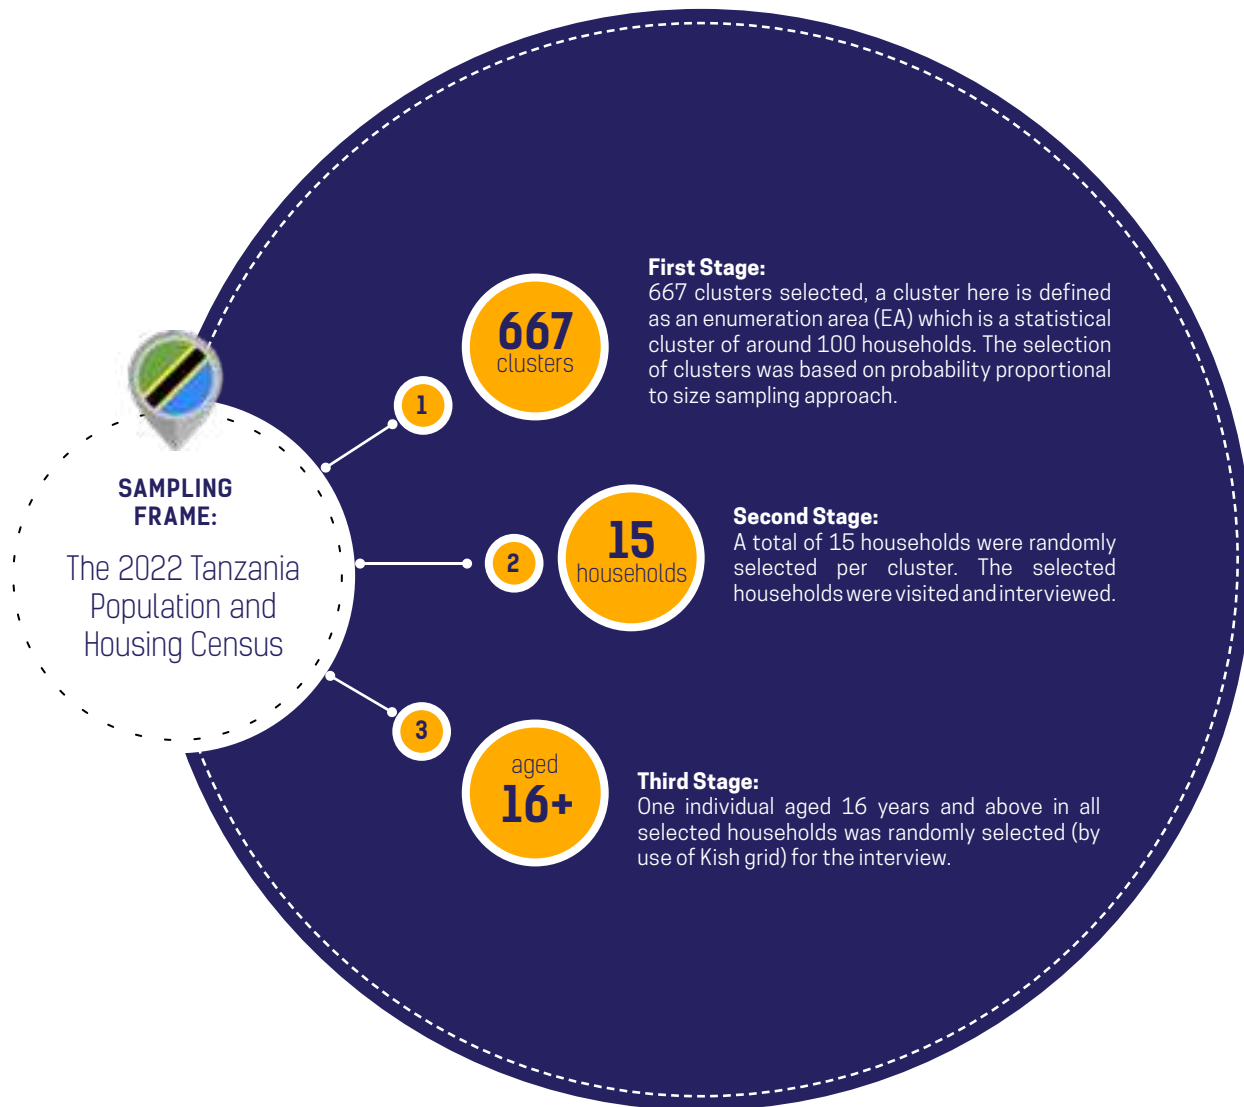 SAMPLING
FRAME:
The 2022 Tanzania
Population and
Housing Census
1
667
clusters
First Stage:
667 clusters selected, a cluster here is defined
as an enumeration area (EA) which is a statistical
cluster of around 100 households. The selection
of clusters was based on probability proportional
to size sampling approach.
2
15
households
Second Stage:
A total of 15 households were randomly
selected per cluster. The selected
households were visited and interviewed.
3
aged
16+
Third Stage:
One individual aged 16 years and above in all
selected households was randomly selected (by
use of Kish grid) for the interview.